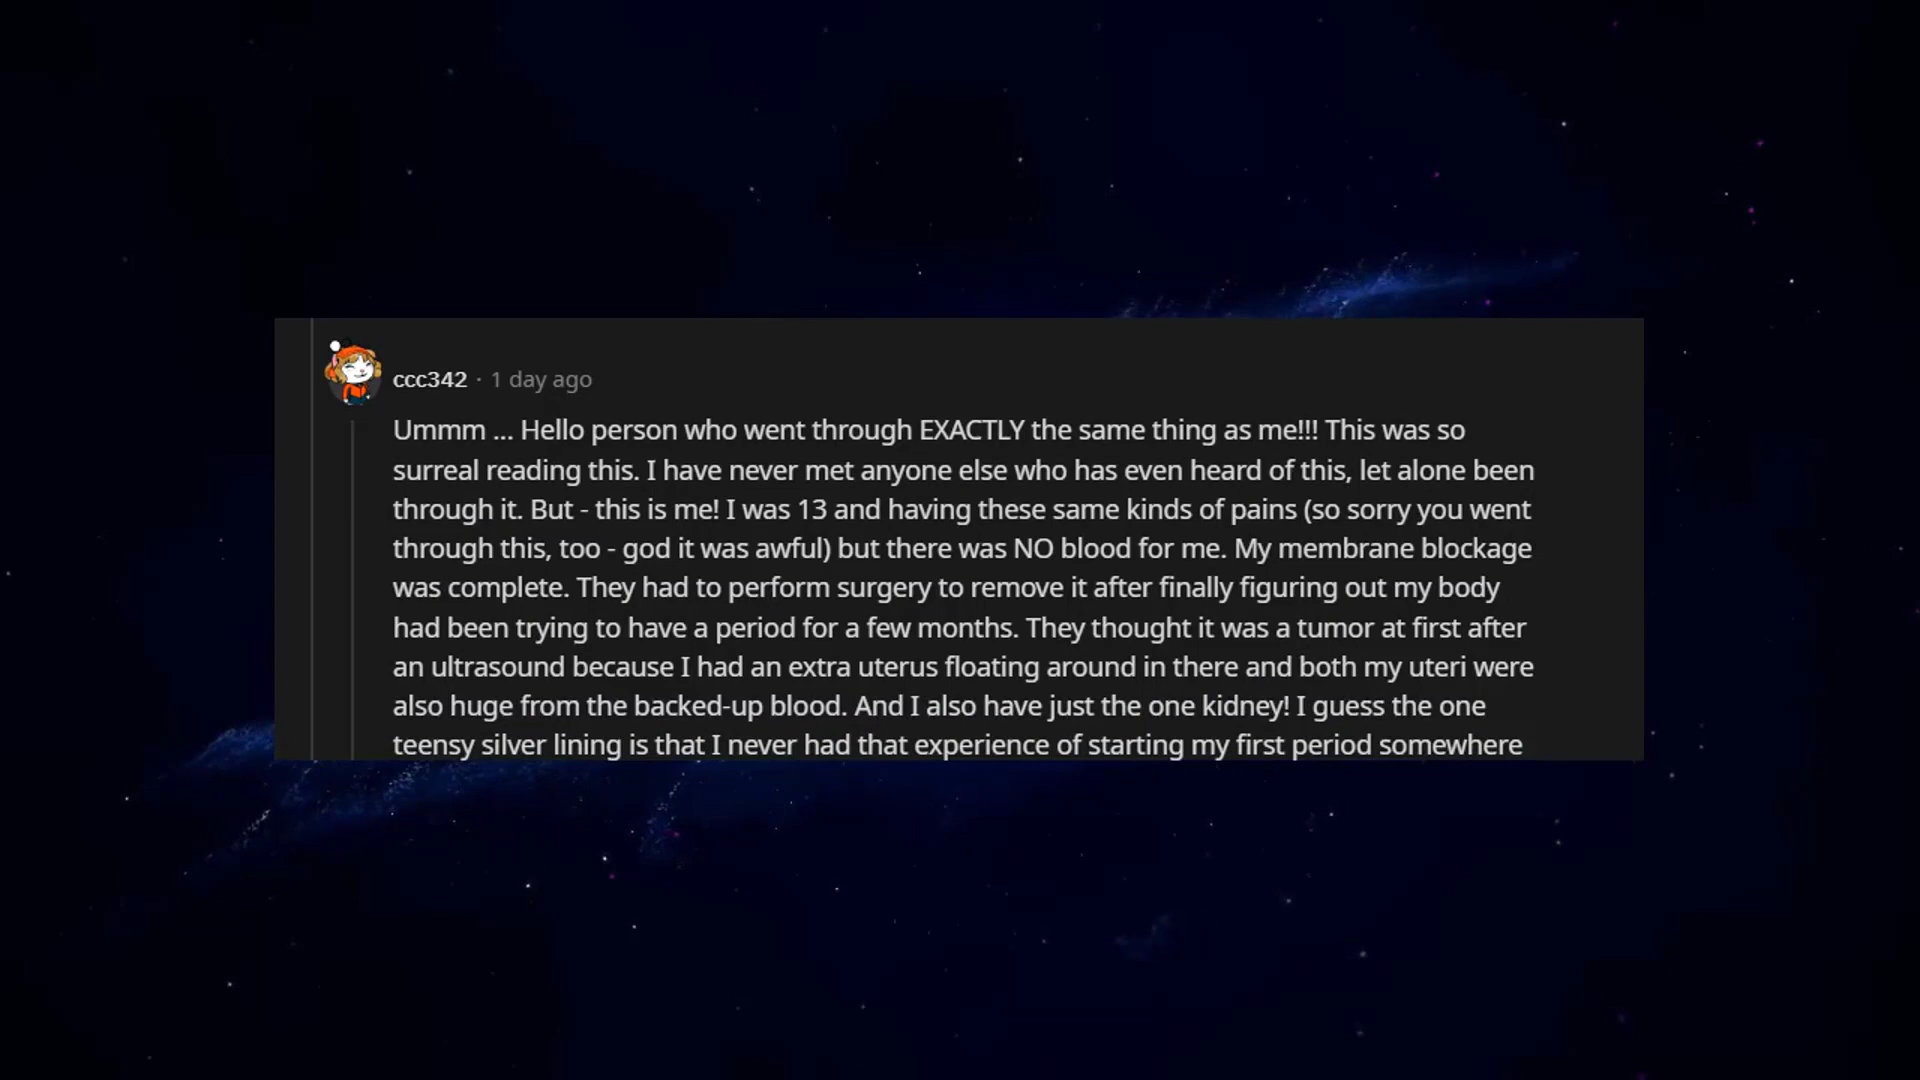 ccc342 · 1 day ago
Ummm ... Hello person who went through EXACTLY the same thing as me!!! This was so
surreal reading this. I have never met anyone else who has even heard of this, let alone been
through it. But - this is me! I was 13 and having these same kinds of pains (so sorry you went
through this, too - god it was awful) but there was NO blood for me. My membrane blockage
was complete. They had to perform surgery to remove it after finally figuring out my body
had been trying to have a period for a few months. They thought it was a tumor at first after
an ultrasound because I had an extra uterus floating around in there and both my uteri were
also huge from the backed-up blood. And I also have just the one kidney! I guess the one
teensy silver lining is that I never had that experience of starting my first period somewhere